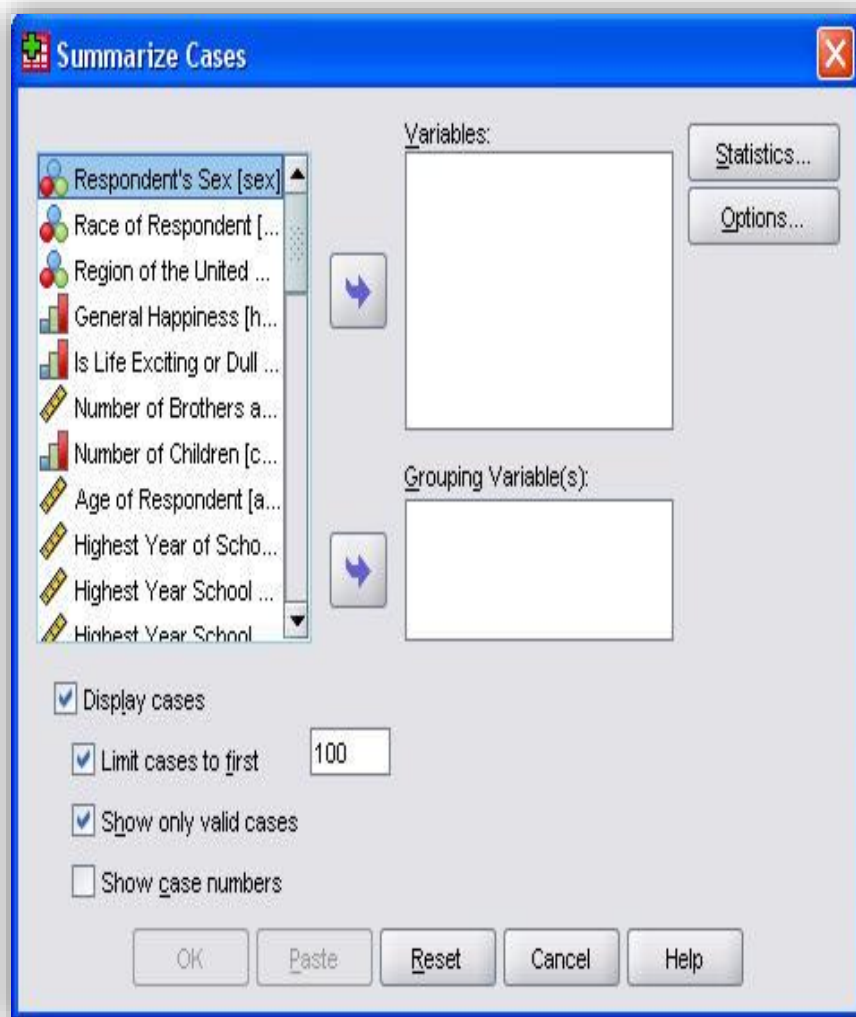 Summarize Cases
Respondent's Sex [sex]
Race of Respondent [...
Region of the United ...
General Happiness [h...
Is Life Exciting or Dull ...
Number of Brothers a...
Number of Children [c...
Age of Respondent [a...
Highest Year of Scho...
Highest Year School ...
Highest Year School
Variables:
Grouping Variable(s):
Statistics...
Options...
Display cases
Limit cases to first 100
Show only valid cases
Show case numbers
OK Paste Reset Cancel Help